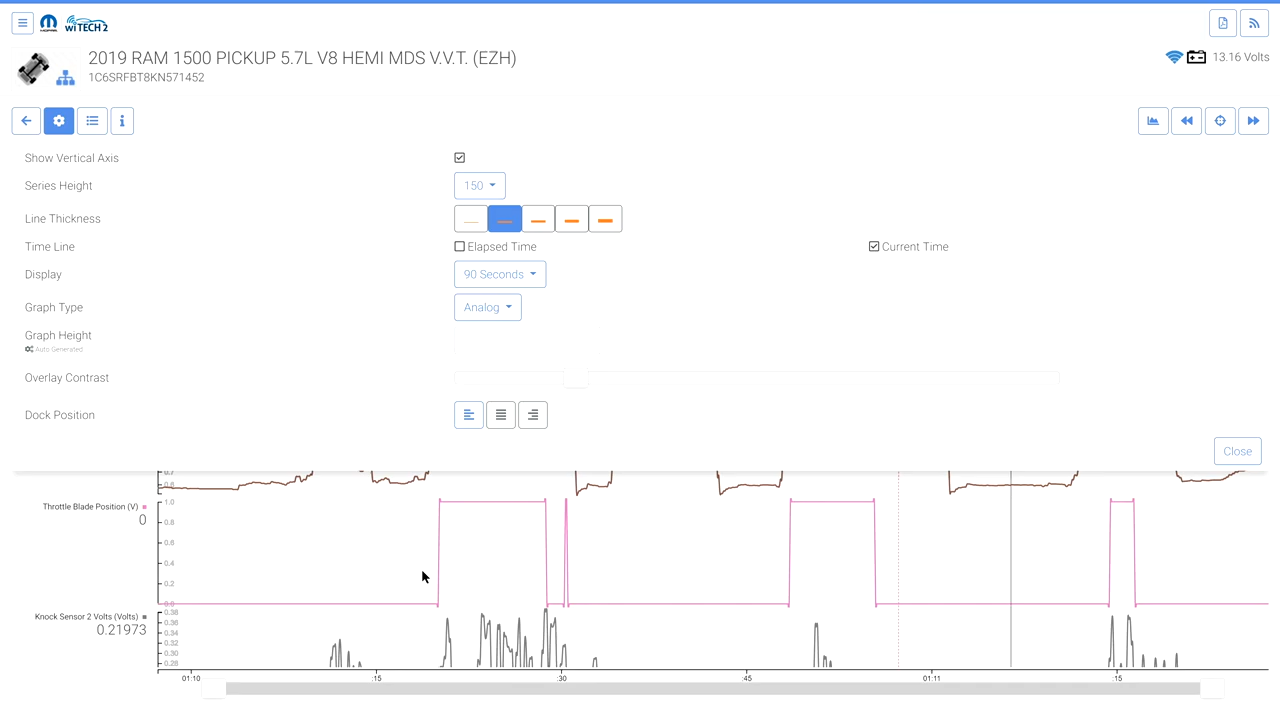 wiTECH 2
2019 RAM 1500 PICKUP 5.7L V8 HEMI MDS V.V.T. (EZH)
1C6SRFBT8KN571452
13.16 Volts
Show Vertical Axis
Series Height
150
Line Thickness
Time Line
Elapsed Time
Current Time
Display
90 Seconds
Graph Type
Analog
Graph Height
Auto Generated
Overlay Contrast
Dock Position
Close
0.7
0.6
Throttle Blade Position (V)
0
1.0
0.8
0.6
0.4
0.2
0.0
Knock Sensor 2 Volts (Volts)
0.21973
0.38
0.36
0.34
0.32
0.30
0.28
01:10
:15
:30
:45
01:11
:15